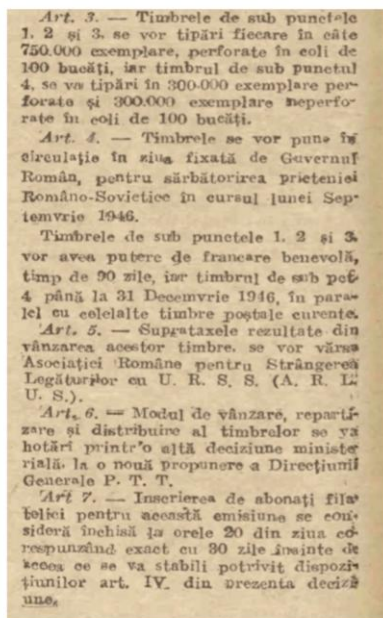 Art. 3. — Timbrele de sub punctele
1. 2 și 3. se vor tipări fiecare în câte
750.000 exemplare, perforate în coli de
100 bucăți, iar timbrul de sub punctul
4. se va tipări în 300-000 exemplare per-
forate și 300.000 exemplare neperfo-
rate în coli de 100 bucăți.
Art. 4. — Timbrele se vor pune în
circulație în ziua fixată de Guvernul
Român, pentru sărbătorirea prieteniei
Româno-Sovietice în cursul lunei Sep-
temvrie 1946.
Timbrele de sub punctele 1. 2 și 3.
vor avea putere de francare benevolă,
timp de 90 zile, iar timbrul de sub pct.
4 până la 31 Decemvrie 1946, în para-
lel cu celelalte timbre poștale curente.
Art. 5. — Suprataxele rezultate din
vânzarea acestor timbre. se vor vărsa
Asociației Române pentru Strângerea
Legăturilor cu U. R. S. S. (A. R. L.
U. S.).
Art. 6. — Modul de vânzare, reparti-
zare și distribuire al timbrelor se va
hotărî printr'o altă deciziune ministe
rială. la o nouă propunere a Direcțiunii
Generale P. T. T.
Art 7. — Inscrierea de abonați fila
telici pentru această emisiune se con-
sideră închisă la orele 20 din ziua co-
respunzând exact cu 30 zile înainte de
aceea ce se va stabili potrivit dispozi-
țiunilor art. IV. din prezenta deciziu
une.